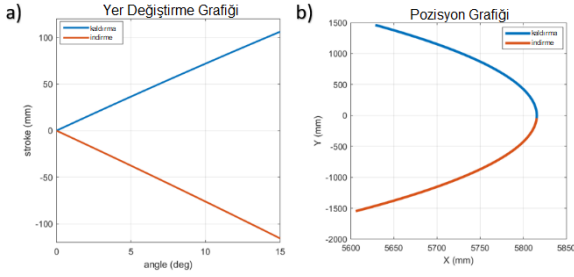 a)
Yer Değiştirme Grafiği
kaldırma
indirme
stroke (mm)
100
50
0
-50
-100
0
5
10
15
angle (deg)
b)
Pozisyon Grafiği
kaldırma
indirme
Y (mm)
1500
1000
500
0
-500
-1000
-1500
-2000
5600
5650
5700
5750
5800
5850
X (mm)